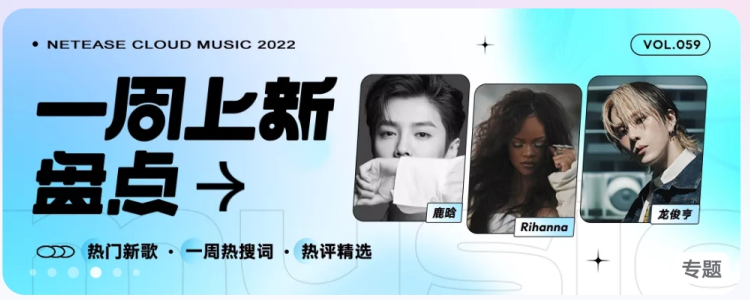 • NETEASE CLOUD MUSIC 2022
VOL.059
一周上新
盘点
鹿晗
Rihanna
龙俊亨
热门新歌 · 一周热搜词 · 热评精选
music
专题